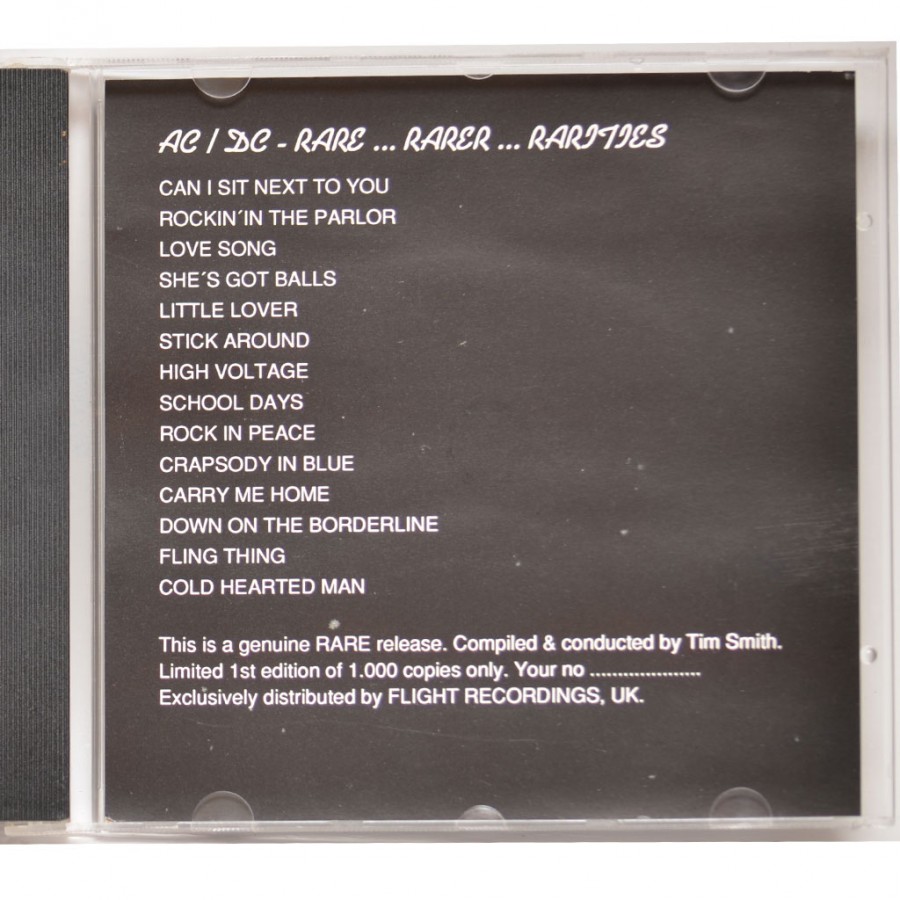 AC / DC - RARE ... RARER ... RARITIES
CAN I SIT NEXT TO YOU
ROCKIN´IN THE PARLOR
LOVE SONG
SHE´S GOT BALLS
LITTLE LOVER
STICK AROUND
HIGH VOLTAGE
SCHOOL DAYS
ROCK IN PEACE
CRAPSODY IN BLUE
CARRY ME HOME
DOWN ON THE BORDERLINE
FLING THING
COLD HEARTED MAN
This is a genuine RARE release. Compiled & conducted by Tim Smith.
Limited 1st edition of 1.000 copies only. Your no ....................
Exclusively distributed by FLIGHT RECORDINGS, UK.